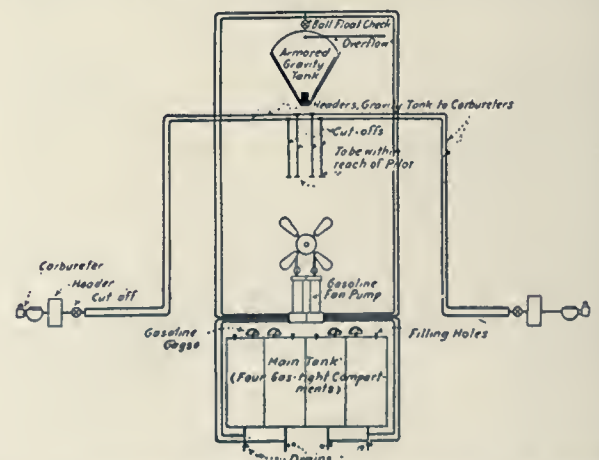 Ball Float Check
Overflow
Armored
Gravity
Tank
Headers, Gravity Tank to Carbureters
Cut-offs
To be within
reach of Pilot
Carbureter
Header
Cut off
Gasoline
Fan Pump
Gasoline
Gages
Filling Holes
Main Tank
(Four Gas-tight Compart-
ments)
Drains